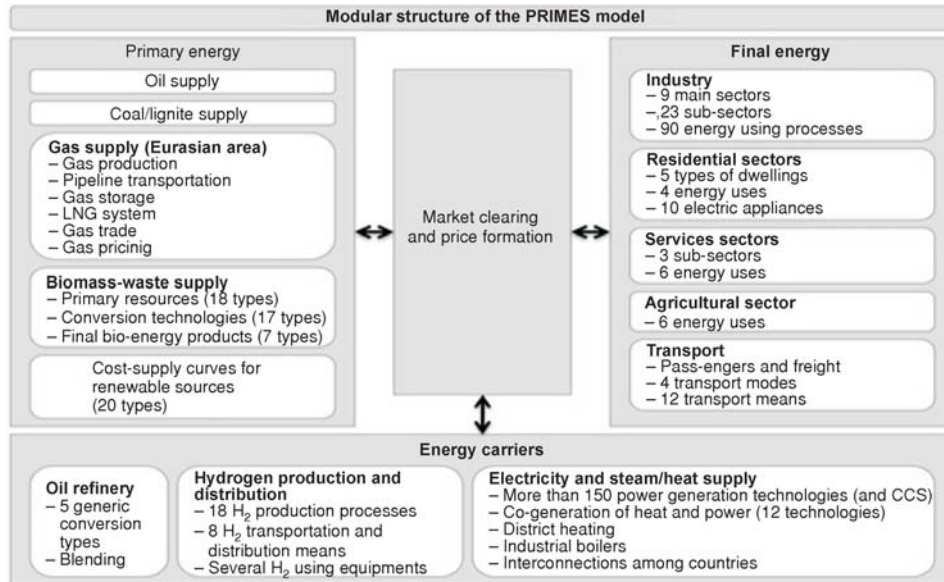 Modular structure of the PRIMES model
Primary energy
Oil supply
Coal/lignite supply
Gas supply (Eurasian area)
– Gas production
– Pipeline transportation
– Gas storage
– LNG system
– Gas trade
– Gas pricinig
Biomass-waste supply
– Primary resources (18 types)
– Conversion technologies (17 types)
– Final bio-energy products (7 types)
Cost-supply curves for
renewable sources
(20 types)
Market clearing
and price formation
Final energy
Industry
– 9 main sectors
–,23 sub-sectors
– 90 energy using processes
Residential sectors
– 5 types of dwellings
– 4 energy uses
– 10 electric appliances
Services sectors
– 3 sub-sectors
– 6 energy uses
Agricultural sector
– 6 energy uses
Transport
– Pass-engers and freight
– 4 transport modes
– 12 transport means
Energy carriers
Oil refinery
– 5 generic
conversion
types
– Blending
Hydrogen production and
distribution
– 18 H₂ production processes
– 8 H₂ transportation and
distribution means
– Several H₂ using equipments
Electricity and steam/heat supply
– More than 150 power generation technologies (and CCS)
– Co-generation of heat and power (12 technologies)
– District heating
– Industrial boilers
– Interconnections among countries